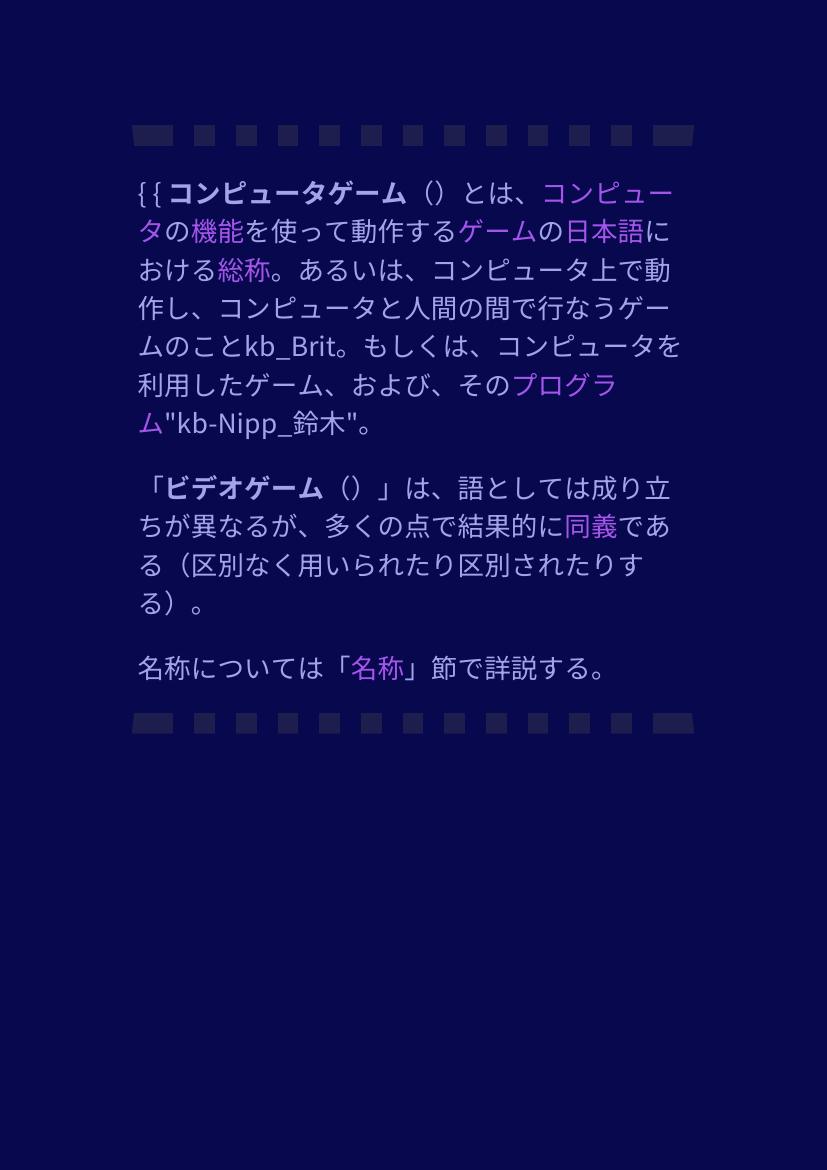 { { コンピュータゲーム（）とは、コンピュー
タの機能を使って動作するゲームの日本語に
おける総称。あるいは、コンピュータ上で動
作し、コンピュータと人間の間で行なうゲー
ムのことkb_Brit。もしくは、コンピュータを
利用したゲーム、および、そのプログラ
ム"kb-Nipp_鈴木"。
「ビデオゲーム（）」は、語としては成り立
ちが異なるが、多くの点で結果的に同義であ
る（区別なく用いられたり区別されたりす
る）。
名称については「名称」節で詳説する。